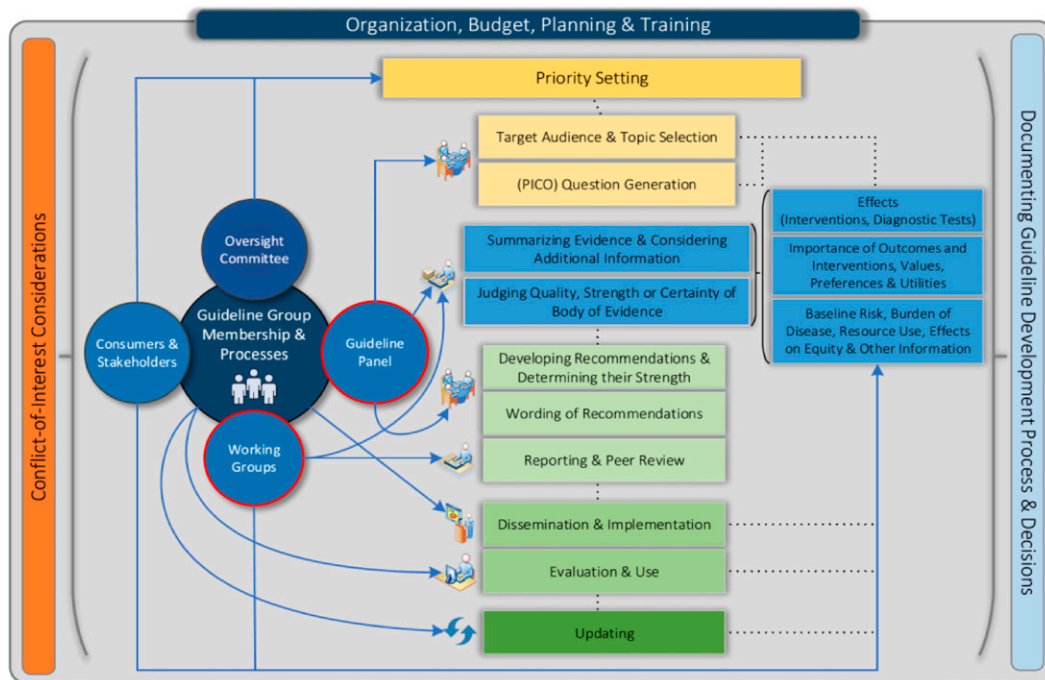 Organization, Budget, Planning & Training
Conflict-of-Interest Considerations
Documenting Guideline Development Process & Decisions
Priority Setting
Target Audience & Topic Selection
(PICO) Question Generation
Effects
(Interventions, Diagnostic Tests)
Oversight
Committee
Summarizing Evidence & Considering
Additional Information
Importance of Outcomes and
Interventions, Values,
Preferences & Utilities
Judging Quality, Strength or Certainty of
Body of Evidence
Guideline Group
Membership &
Processes
Consumers &
Stakeholders
Guideline
Panel
Baseline Risk, Burden of
Disease, Resource Use, Effects
on Equity & Other Information
Developing Recommendations &
Determining their Strength
Wording of Recommendations
Working
Groups
Reporting & Peer Review
Dissemination & Implementation
Evaluation & Use
Updating